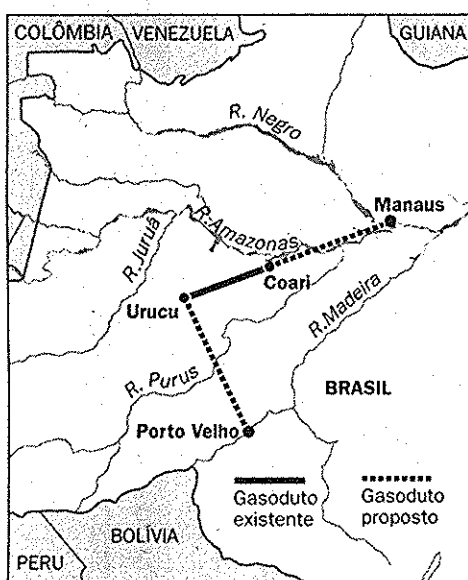 COLÔMBIA
VENEZUELA
GUIANA
R. Negro
Manaus
R. Amazonas
R. Juruá
Coari
Urucu
R. Madeira
R. Purus
BRASIL
Porto Velho
Gasoduto
existente
Gasoduto
proposto
BOLÍVIA
PERU